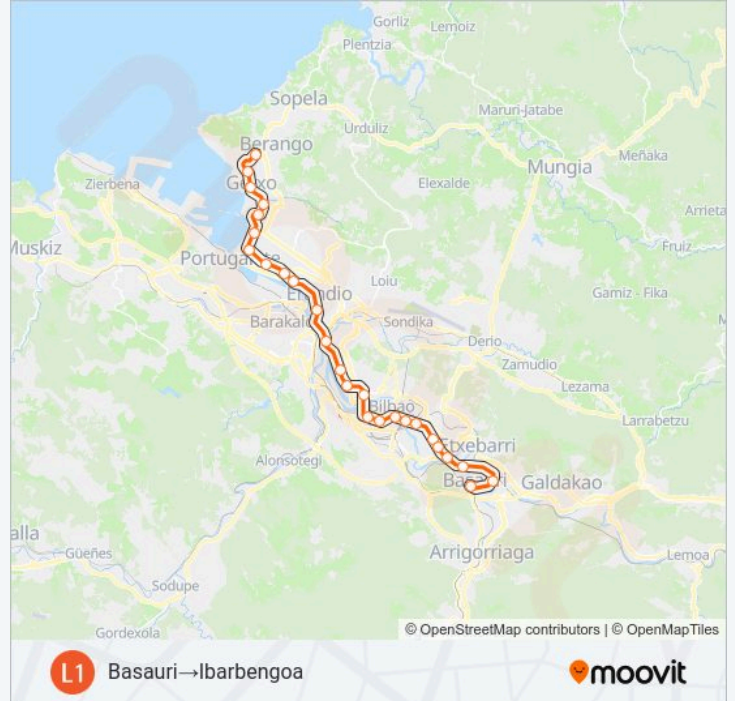 Gorliz
Plentzia
Lemoiz
Sopela
Maruri-Jatabe
Urduliz
Berango
Mungia
Meñaka
Zierbena
Getxo
Elexalde
Arrieta
Muskiz
Fruiz
Portugalete
Loiu
Erandio
Gamiz - Fika
Barakaldo
Sondika
Derio
Zamudio
Lezama
Bilbao
Larrabetzu
Etxebarri
Alonsotegi
Basauri
Galdakao
alla
Güeñes
Arrigorriaga
Lemoa
Sodupe
Gordexola
© OpenStreetMap contributors | © OpenMapTiles
L1 Basauri→Ibarbengoa
moovit